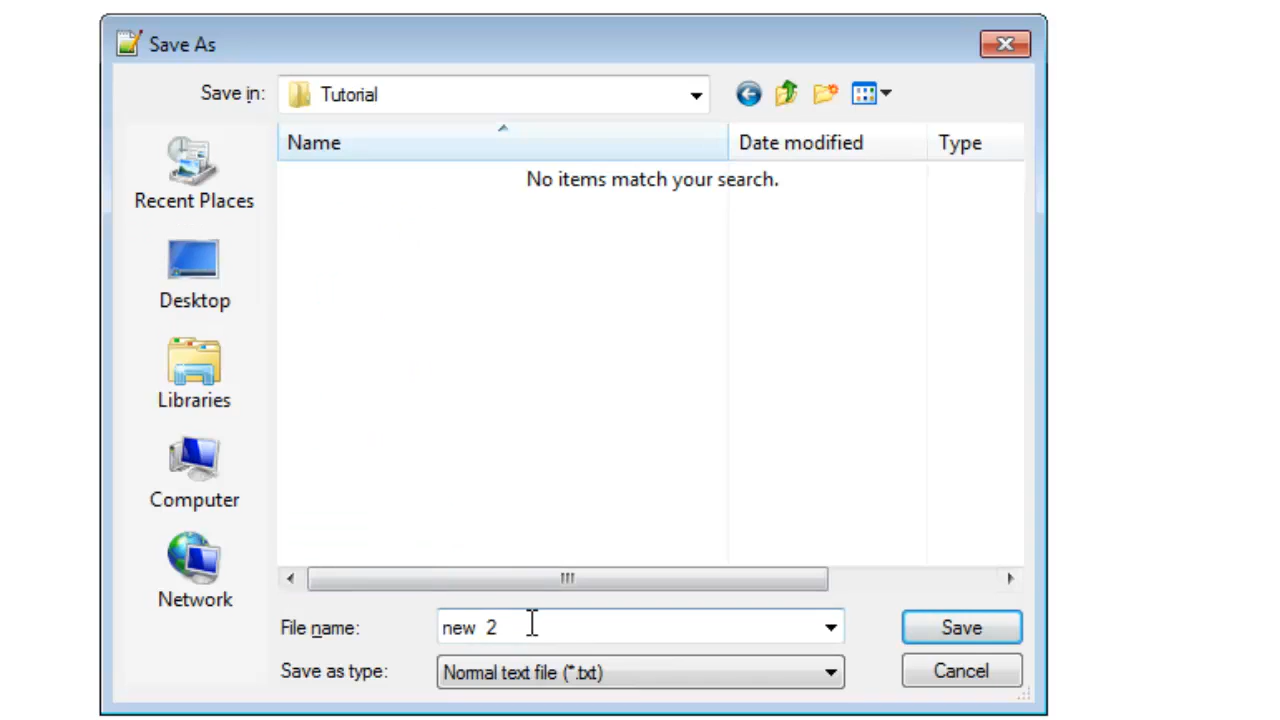 Save As
Save in: Tutorial
Name Date modified Type
No items match your search.
Recent Places
Desktop
Libraries
Computer
Network
File name: new  2 Save
Save as type: Normal text file (*.txt) Cancel